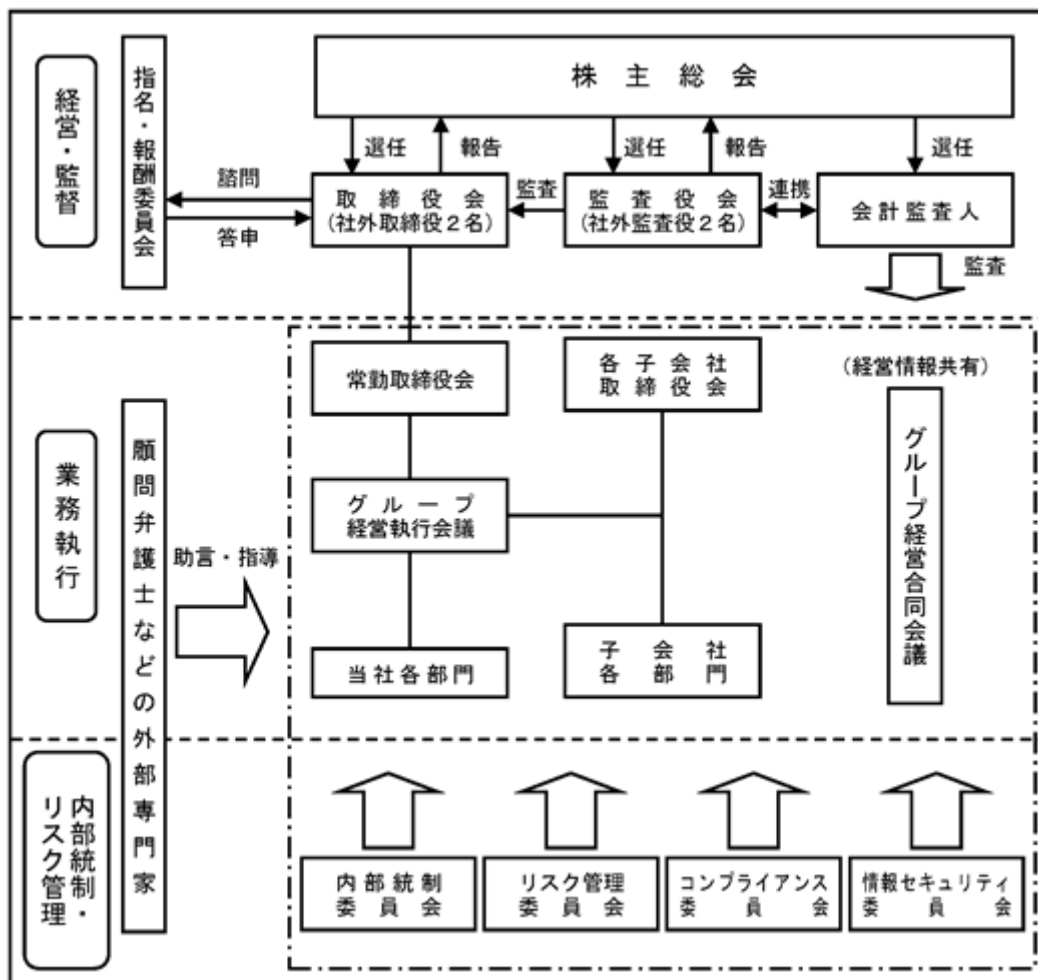 経営・監督
指名・報酬委員会
株主総会
選任
報告
選任
報告
選任
諮問
答申
取締役会
(社外取締役2名)
監査
監査役会
(社外監査役2名)
連携
会計監査人
監査
業務執行
顧問弁護士などの外部専門家
助言・指導
常勤取締役会
各子会社
取締役会
(経営情報共有)
グループ
経営執行会議
グループ経営合同会議
当社各部門
子会社
各部門
内部統制・
リスク管理
内部統制
委員会
リスク管理
委員会
コンプライアンス
委員会
情報セキュリティ
委員会